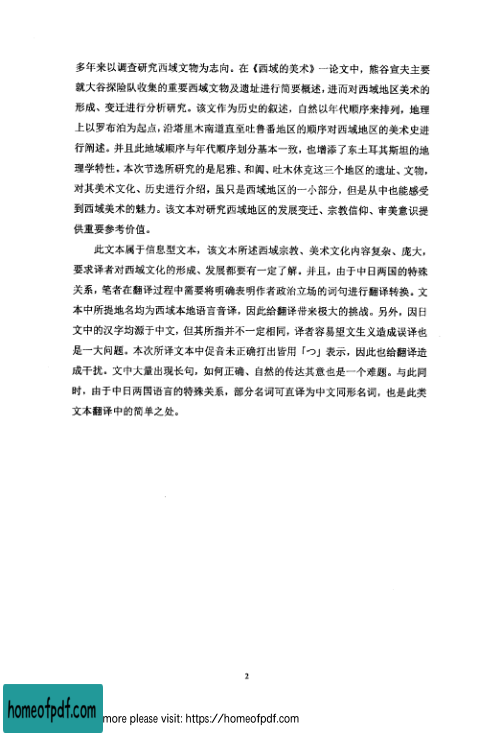 多年来以调查研究西域文物为志向。在《西域的美术》一论文中，熊谷宣夫主要
就大谷探险队收集的重要西域文物及遗址进行简要概述，进而对西域地区美术的
形成、变迁进行分析研究。该文作为历史的叙述，自然以年代顺序来排列，地理
上以罗布泊为起点，沿塔里木南道直至吐鲁番地区的顺序对西域地区的美术史进
行阐述。并且此地域顺序与年代顺序划分基本一致，也增添了东土耳其斯坦的地
理学特性。本次节选所研究的是尼雅、和阗、吐木休克这三个地区的遗址、文物，
对其美术文化、历史进行介绍，虽只是西域地区的一小部分，但是从中也能感受
到西域美术的魅力。该文本对研究西域地区的发展变迁、宗教信仰、审美意识提
供重要参考价值。
此文本属于信息型文本，该文本所述西域宗教、美术文化内容复杂、庞大，
要求译者对西域文化的形成、发展都要有一定了解。并且，由于中日两国的特殊
关系，笔者在翻译过程中需要将明确表明作者政治立场的词句进行翻译转换。文
本中所提地名均为西域本地语言音译，因此给翻译带来极大的挑战。另外，因日
文中的汉字均源于中文，但其所指并不一定相同，译者容易望文生义造成误译也
是一大问题。本次所译文本中促音未正确打出皆用「つ」表示，因此也给翻译造
成干扰。文中大量出现长句，如何正确、自然的传达其意也是一个难题。与此同
时，由于中日两国语言的特殊关系，部分名词可直译为中文同形名词，也是此类
文本翻译中的简单之处。
2
homeofpdf.com
more please visit: https://homeofpdf.com